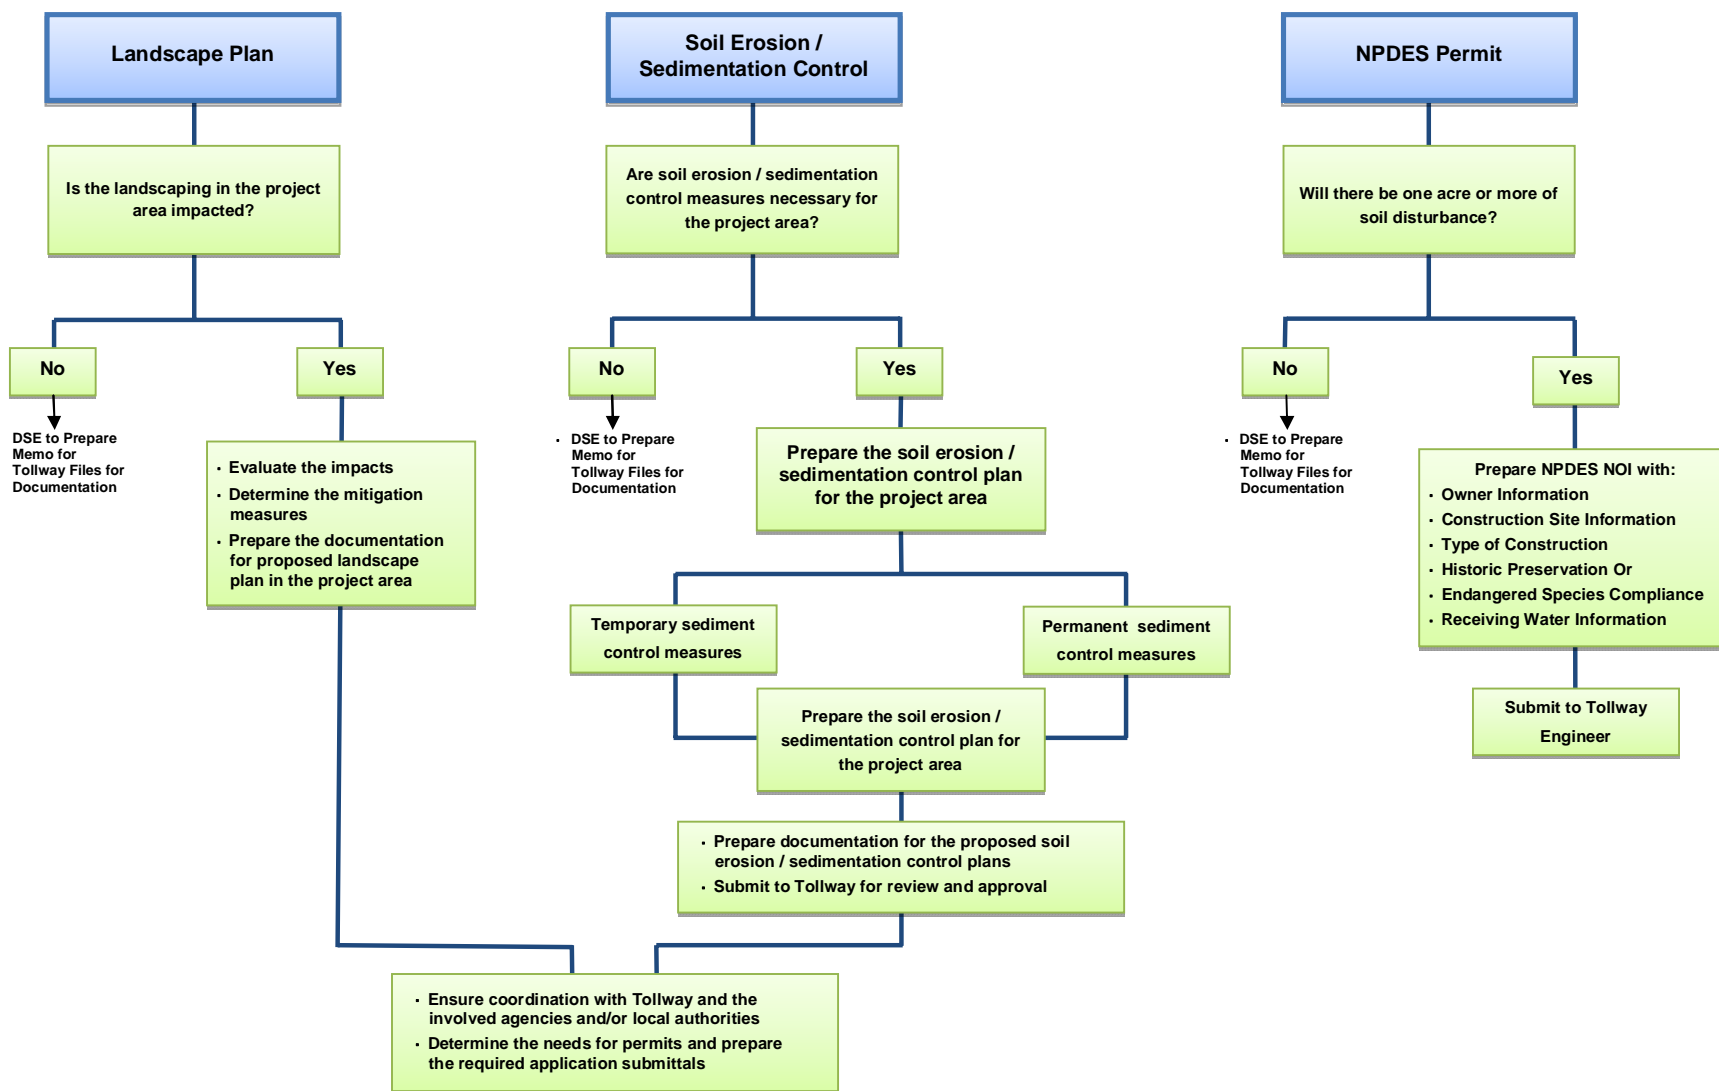 Landscape Plan
Is the landscaping in the project
area impacted?
No
Yes
DSE to Prepare
Memo for
Tollway Files for
Documentation
· Evaluate the impacts
· Determine the mitigation
measures
· Prepare the documentation
for proposed landscape
plan in the project area
Soil Erosion /
Sedimentation Control
Are soil erosion / sedimentation
control measures necessary for
the project area?
No
Yes
· DSE to Prepare
Memo for
Tollway Files for
Documentation
Prepare the soil erosion /
sedimentation control plan
for the project area
Temporary sediment
control measures
Permanent sediment
control measures
Prepare the soil erosion /
sedimentation control plan for
the project area
· Prepare documentation for the proposed soil
erosion / sedimentation control plans
· Submit to Tollway for review and approval
· Ensure coordination with Tollway and the
involved agencies and/or local authorities
· Determine the needs for permits and prepare
the required application submittals
NPDES Permit
Will there be one acre or more of
soil disturbance?
No
Yes
· DSE to Prepare
Memo for
Tollway Files for
Documentation
Prepare NPDES NOI with:
· Owner Information
· Construction Site Information
· Type of Construction
· Historic Preservation Or
· Endangered Species Compliance
· Receiving Water Information
Submit to Tollway
Engineer